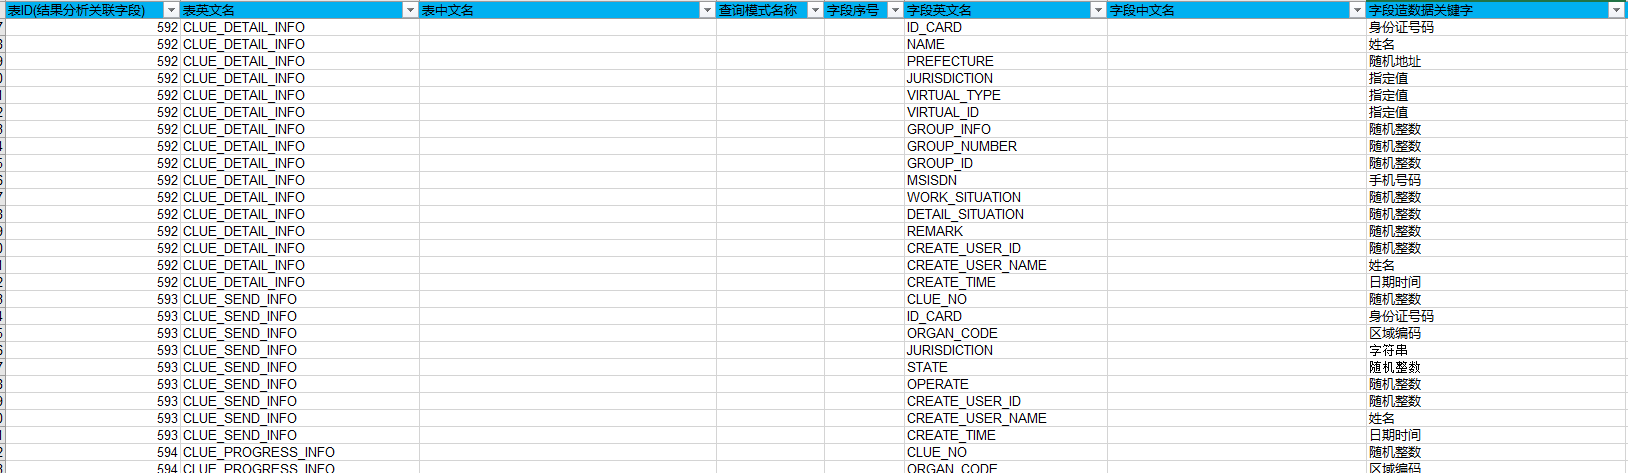 表ID(结果分析关联字段) 表英文名 表中文名 查询模式名称 字段序号 字段英文名 字段中文名 字段造数据关键字
592 CLUE_DETAIL_INFO ID_CARD 身份证号码
592 CLUE_DETAIL_INFO NAME 姓名
592 CLUE_DETAIL_INFO PREFECTURE 随机地址
592 CLUE_DETAIL_INFO JURISDICTION 指定值
592 CLUE_DETAIL_INFO VIRTUAL_TYPE 指定值
592 CLUE_DETAIL_INFO VIRTUAL_ID 指定值
592 CLUE_DETAIL_INFO GROUP_INFO 随机整数
592 CLUE_DETAIL_INFO GROUP_NUMBER 随机整数
592 CLUE_DETAIL_INFO GROUP_ID 随机整数
592 CLUE_DETAIL_INFO MSISDN 手机号码
592 CLUE_DETAIL_INFO WORK_SITUATION 随机整数
592 CLUE_DETAIL_INFO DETAIL_SITUATION 随机整数
592 CLUE_DETAIL_INFO REMARK 随机整数
592 CLUE_DETAIL_INFO CREATE_USER_ID 随机整数
592 CLUE_DETAIL_INFO CREATE_USER_NAME 姓名
592 CLUE_DETAIL_INFO CREATE_TIME 日期时间
593 CLUE_SEND_INFO CLUE_NO 随机整数
593 CLUE_SEND_INFO ID_CARD 身份证号码
593 CLUE_SEND_INFO ORGAN_CODE 区域编码
593 CLUE_SEND_INFO JURISDICTION 字符串
593 CLUE_SEND_INFO STATE 随机整数
593 CLUE_SEND_INFO OPERATE 随机整数
593 CLUE_SEND_INFO CREATE_USER_ID 随机整数
593 CLUE_SEND_INFO CREATE_USER_NAME 姓名
593 CLUE_SEND_INFO CREATE_TIME 日期时间
594 CLUE_PROGRESS_INFO CLUE_NO 随机整数
594 CLUE_PROGRESS_INFO ORGAN_CODE 区域编码